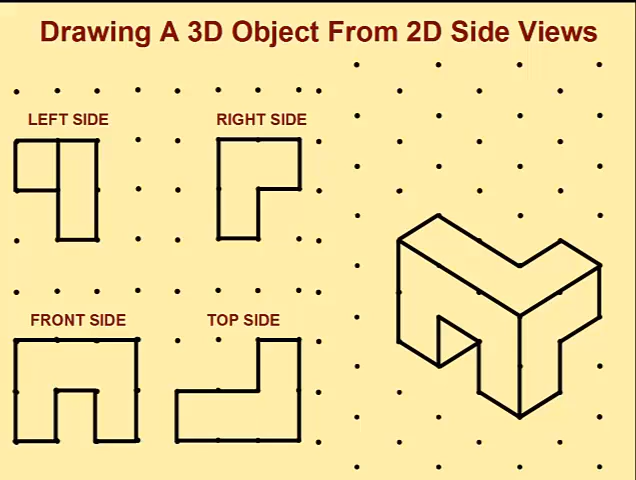 Drawing A 3D Object From 2D Side Views
LEFT SIDE
RIGHT SIDE
FRONT SIDE
TOP SIDE